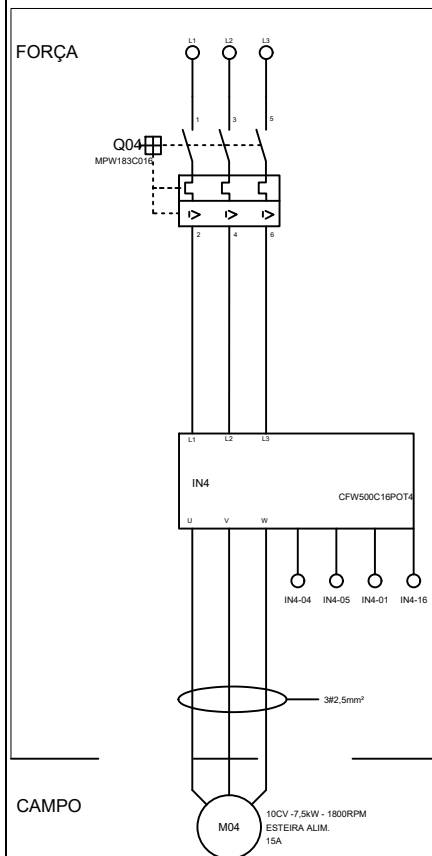 FORÇA
L1 L2 L3
1 3 5
Q04
MPW183C016
I> I> I>
2 4 6
L1 L2 L3
IN4
CFW500C16POT4
U V W
IN4-04 IN4-05 IN4-01 IN4-16
3#2,5mm²
CAMPO
M04
10CV -7,5kW - 1800RPM
ESTEIRA ALIM.
15A